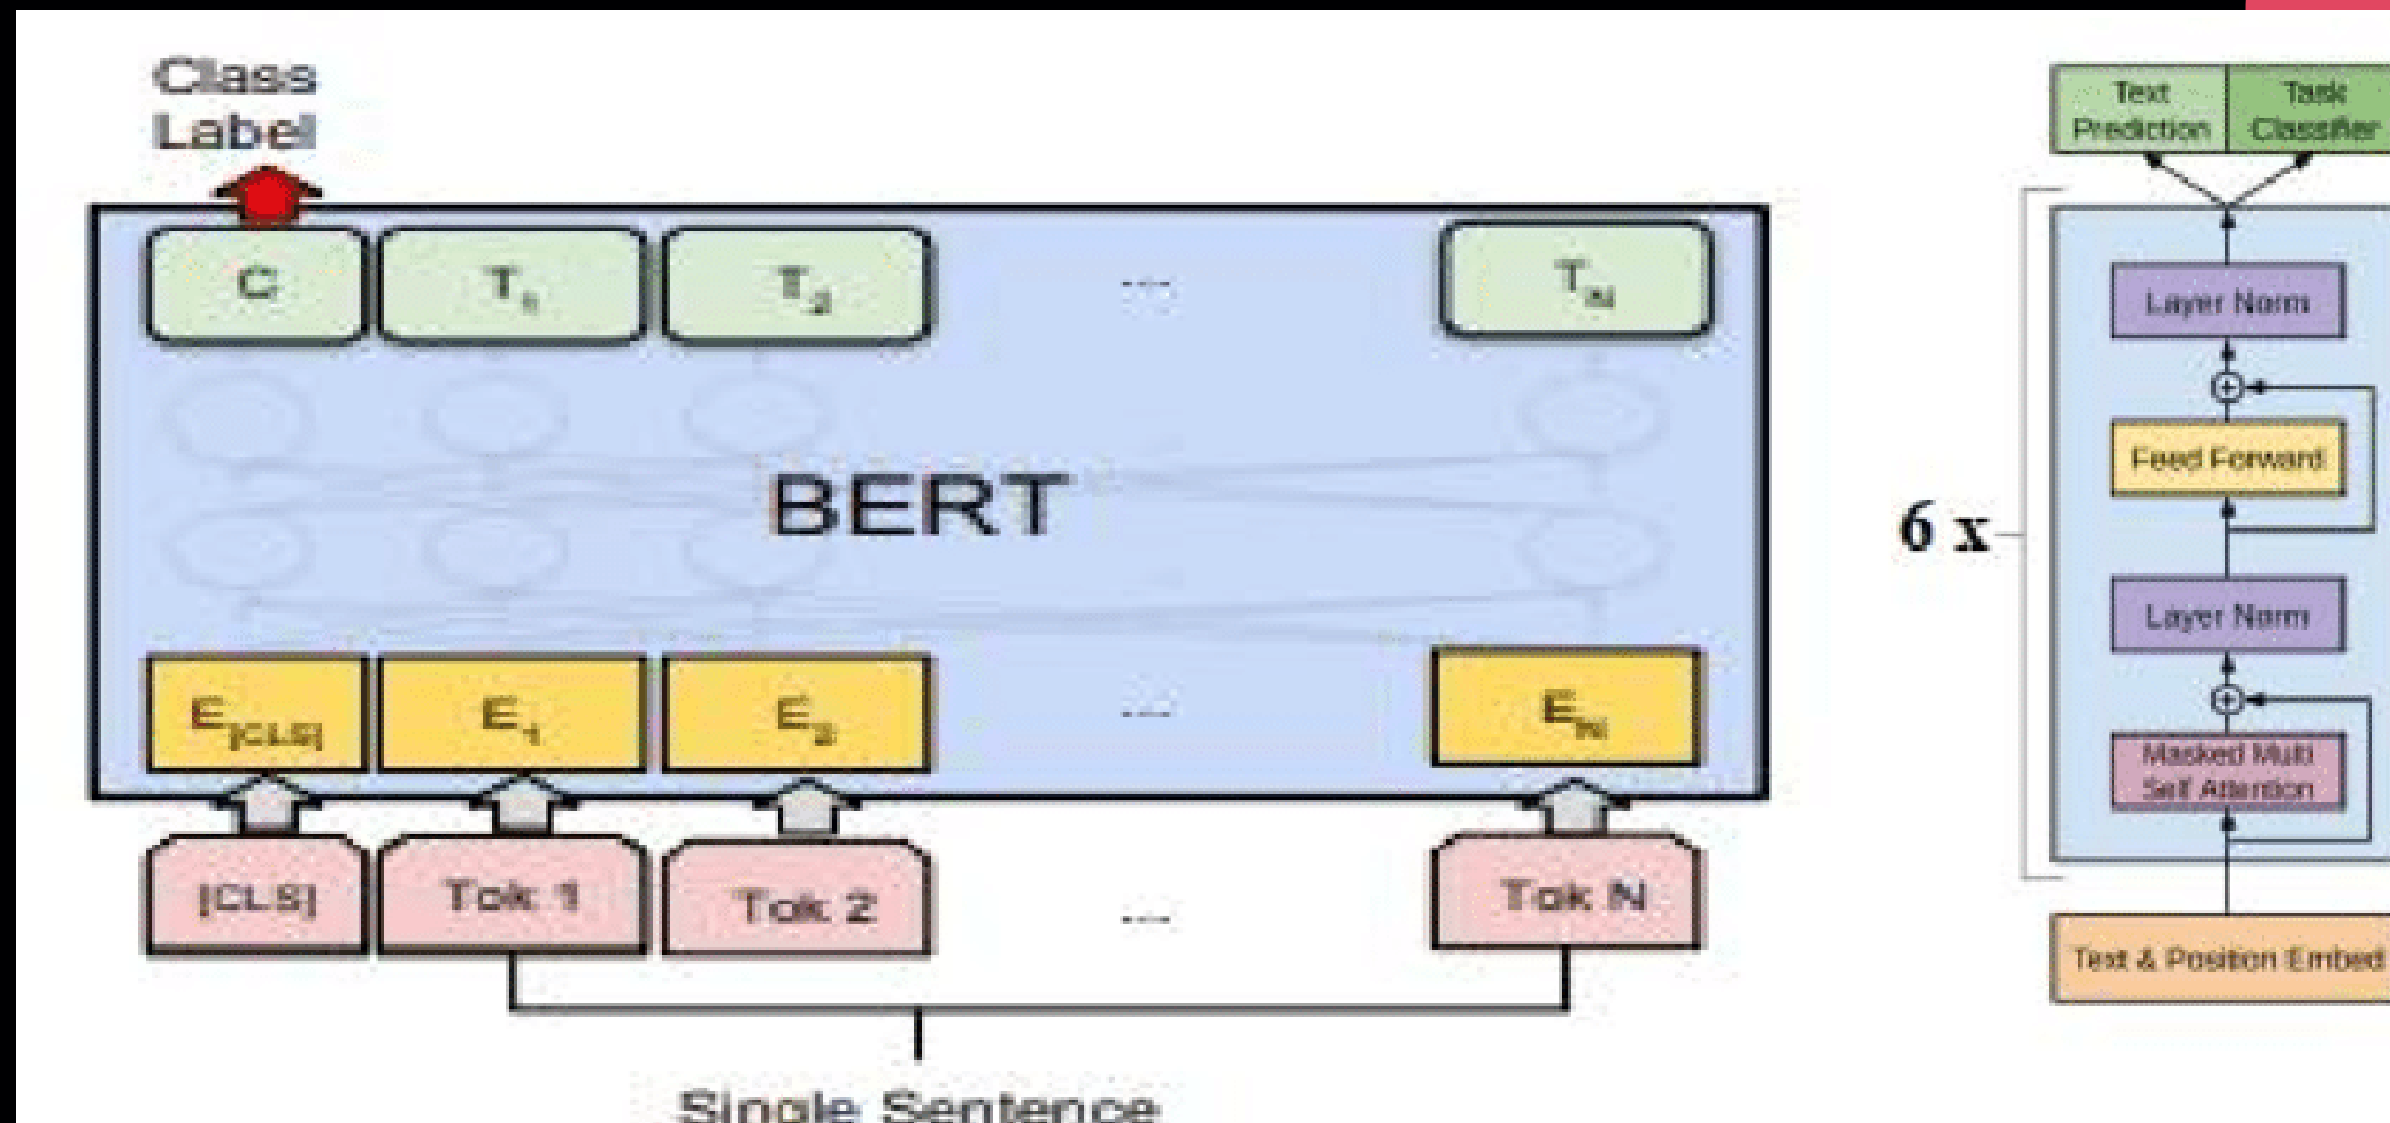 Class
Label
C T1 T2 ... TN
BERT
E[CLS] E1 E2 ... EN
[CLS] Tok 1 Tok 2 ... Tok N
Single Sentence
Text
Prediction
Task
Classifier
Layer Norm
Feed Forward
6 x
Layer Norm
Masked Multi
Self Attention
Text & Position Embed